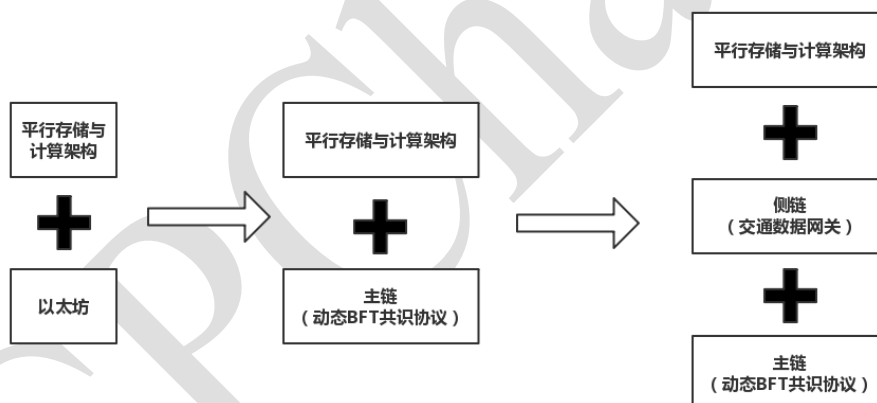 平行存储与
计算架构
以太坊
平行存储与计算架构
主链
（动态BFT共识协议）
平行存储与计算架构
侧链
（交通数据网关）
主链
（动态BFT共识协议）